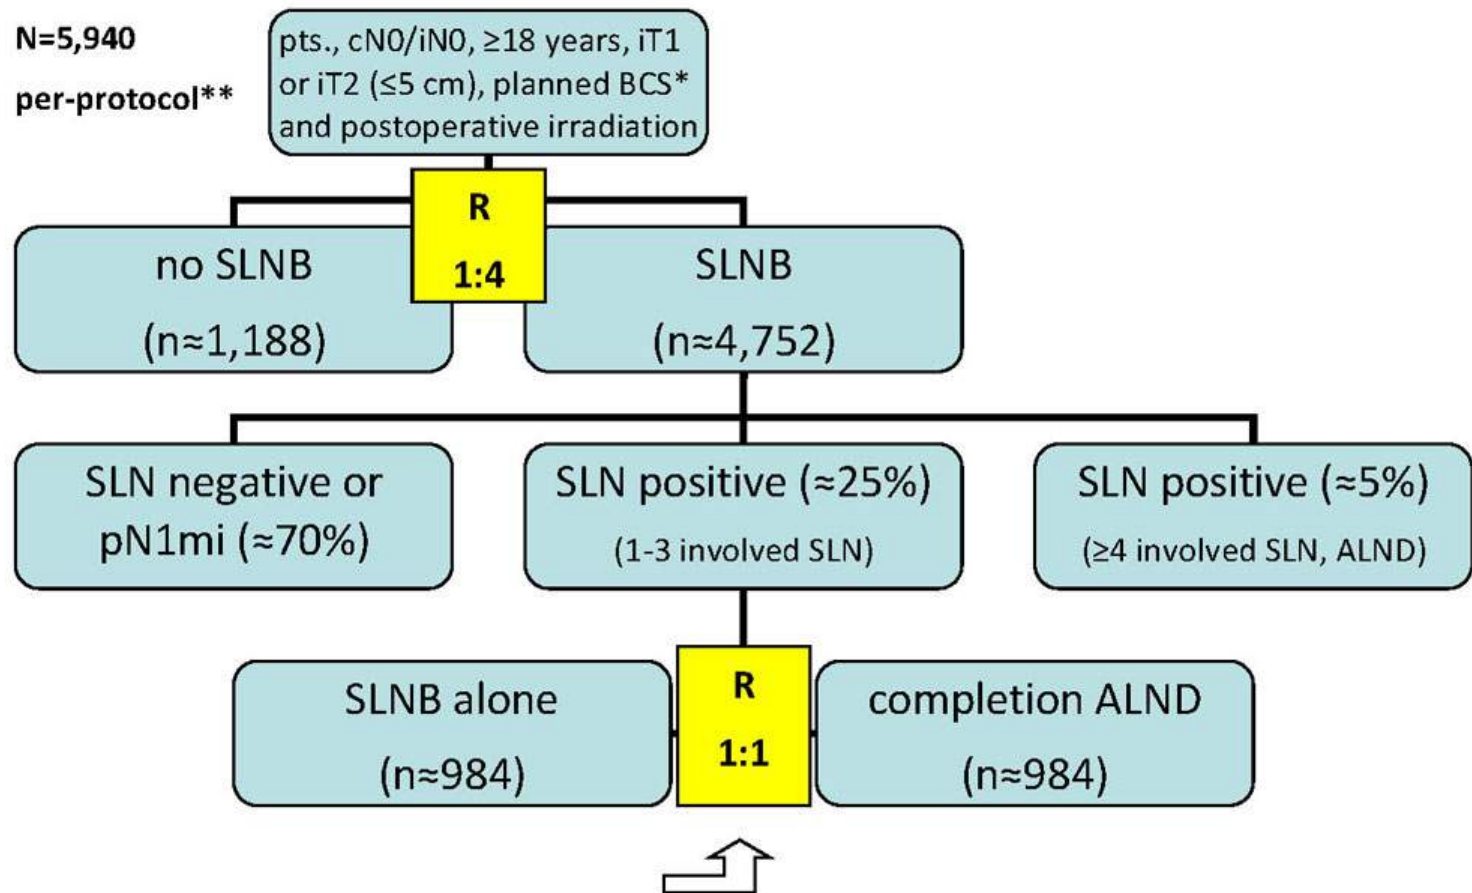 N=5,940
per-protocol**
pts., cN0/iN0, ≥18 years, iT1
or iT2 (≤5 cm), planned BCS*
and postoperative irradiation
R
1:4
no SLNB
(n≈1,188)
SLNB
(n≈4,752)
SLN negative or
pN1mi (≈70%)
SLN positive (≈25%)
(1-3 involved SLN)
SLN positive (≈5%)
(≥4 involved SLN, ALND)
SLNB alone
(n≈984)
R
1:1
completion ALND
(n≈984)